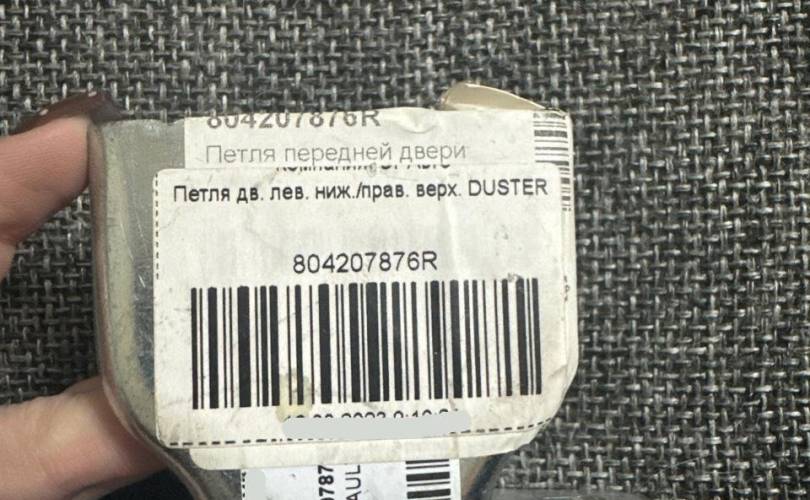 804207876R
Петля передней двери
Петля дв. лев. ниж./прав. верх. DUSTER
804207876R